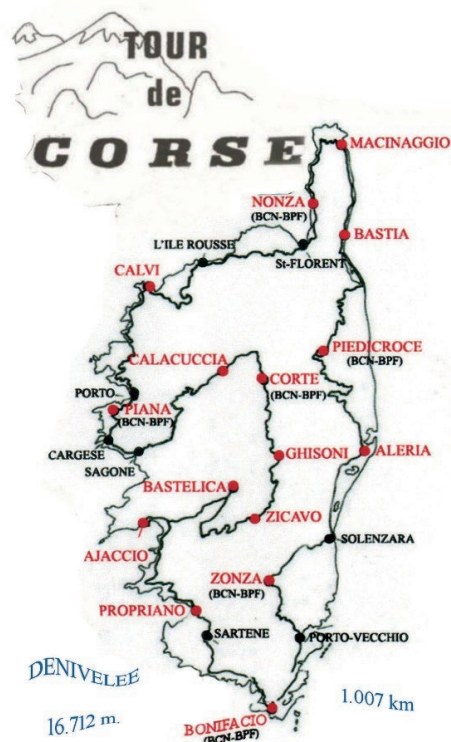 TOUR
de
CORSE
MACINAGGIO
NONZA
(BCN-BPF)
BASTIA
L'ILE ROUSSE
St-FLORENT
CALVI
PIEDICROCE
(BCN-BPF)
CALACUCCIA
CORTE
(BCN-BPF)
PORTO
PIANA
(BCN-BPF)
CARGESE
SAGONE
GHISONI
ALERIA
BASTELICA
ZICAVO
AJACCIO
SOLENZARA
ZONZA
(BCN-BPF)
PROPRIANO
SARTENE
PORTO-VECCHIO
DENIVELEE
16.712 m.
1.007 km
BONIFACIO
(BCN-BPF)